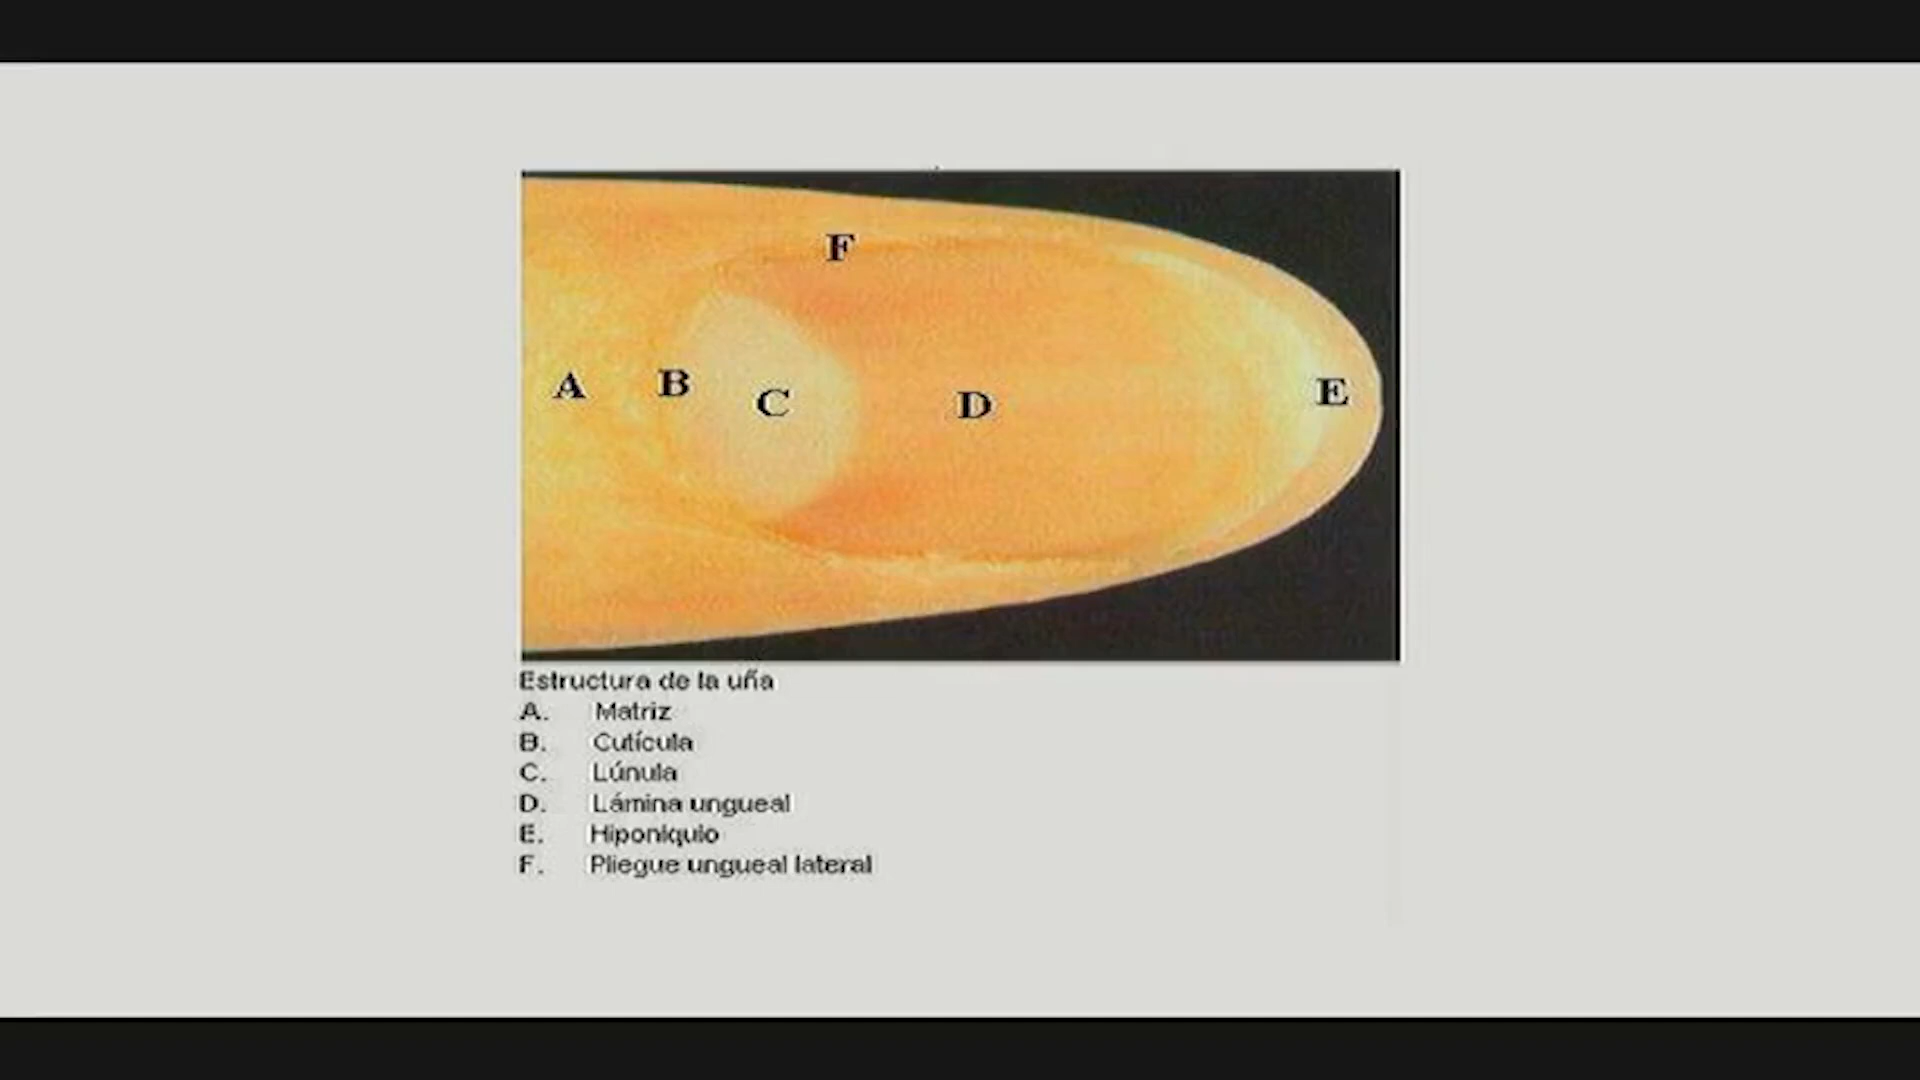 F
A B C D E
Estructura de la uña
A. Matriz
B. Cutícula
C. Lúnula
D. Lámina ungueal
E. Hiponiquio
F. Pliegue ungueal lateral